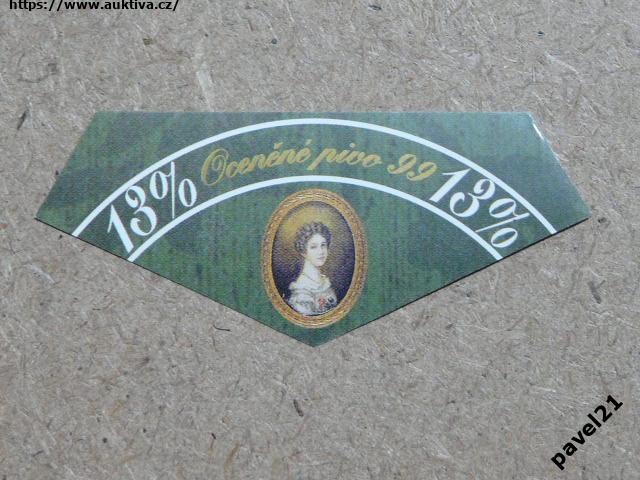 https://www.auktiva.cz/
13% Oceněné pivo 99 13%
pavel21